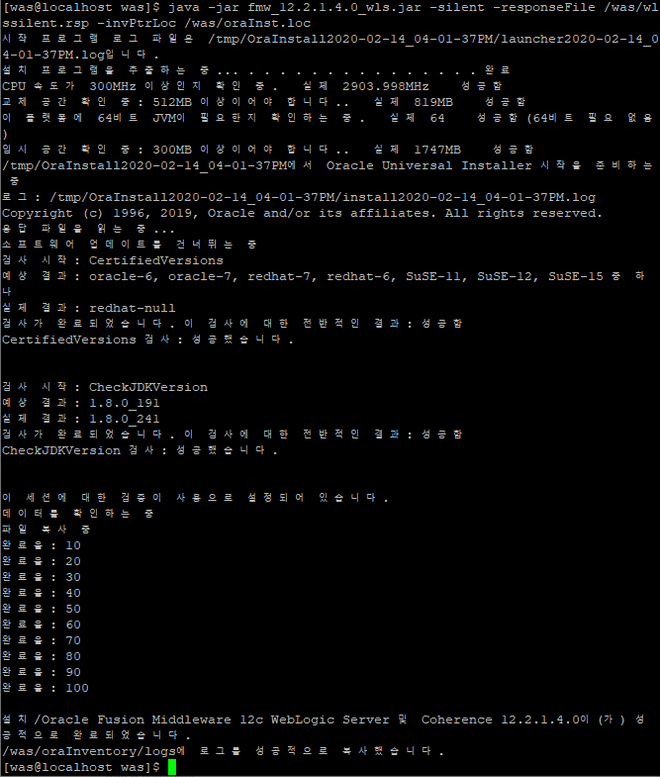 [was@localhost was]$ java -jar fmw_12.2.1.4.0_wls.jar -silent -responseFile /was/wl
ssilent.rsp -invPtrLoc /was/oraInst.loc
시작 프로그램 로그 파일은 /tmp/OraInstall2020-02-14_04-01-37PM/launcher2020-02-14_0
4-01-37PM.log입니다.
설치 프로그램을 추출하는 중... . . . . . . . . . . . . . . . . 완료
CPU 속도가 300MHz 이상인지 확인 중. 실제 2903.998MHz 성공함
교체 공간 확인 중: 512MB 이상이어야 합니다.. 실제 819MB 성공함
이 플랫폼에 64비트 JVM이 필요한지 확인하는 중. 실제 64 성공함(64비트 필요 없음
)
임시 공간 확인 중: 300MB 이상이어야 합니다.. 실제 1747MB 성공함
/tmp/OraInstall2020-02-14_04-01-37PM에서 Oracle Universal Installer 시작을 준비하는
중
로그: /tmp/OraInstall2020-02-14_04-01-37PM/install2020-02-14_04-01-37PM.log
Copyright (c) 1996, 2019, Oracle and/or its affiliates. All rights reserved.
응답 파일을 읽는 중...
소프트웨어 업데이트를 건너뛰는 중
검사 시작: CertifiedVersions
예상 결과: oracle-6, oracle-7, redhat-7, redhat-6, SuSE-11, SuSE-12, SuSE-15 중 하
나
실제 결과: redhat-null
검사가 완료되었습니다. 이 검사에 대한 전반적인 결과: 성공함
CertifiedVersions 검사: 성공했습니다.
검사 시작: CheckJDKVersion
예상 결과: 1.8.0_191
실제 결과: 1.8.0_241
검사가 완료되었습니다. 이 검사에 대한 전반적인 결과: 성공함
CheckJDKVersion 검사: 성공했습니다.
이 세션에 대한 검증이 사용으로 설정되어 있습니다.
데이터를 확인하는 중
파일 복사 중
완료율: 10
완료율: 20
완료율: 30
완료율: 40
완료율: 50
완료율: 60
완료율: 70
완료율: 80
완료율: 90
완료율: 100
설치/Oracle Fusion Middleware 12c WebLogic Server 및 Coherence 12.2.1.4.0이(가) 성
공적으로 완료되었습니다.
/was/oraInventory/logs에 로그를 성공적으로 복사했습니다.
[was@localhost was]$